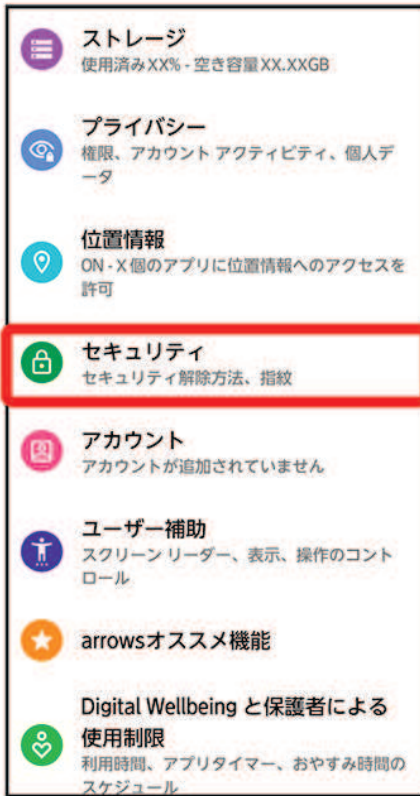 ストレージ
使用済みXX% - 空き容量XX.XXGB
プライバシー
権限、アカウント アクティビティ、個人デ
ータ
位置情報
ON - X個のアプリに位置情報へのアクセスを
許可
セキュリティ
セキュリティ解除方法、指紋
アカウント
アカウントが追加されていません
ユーザー補助
スクリーン リーダー、表示、操作のコント
ロール
arrowsオススメ機能
Digital Wellbeing と保護者による
使用制限
利用時間、アプリタイマー、おやすみ時間の
スケジュール